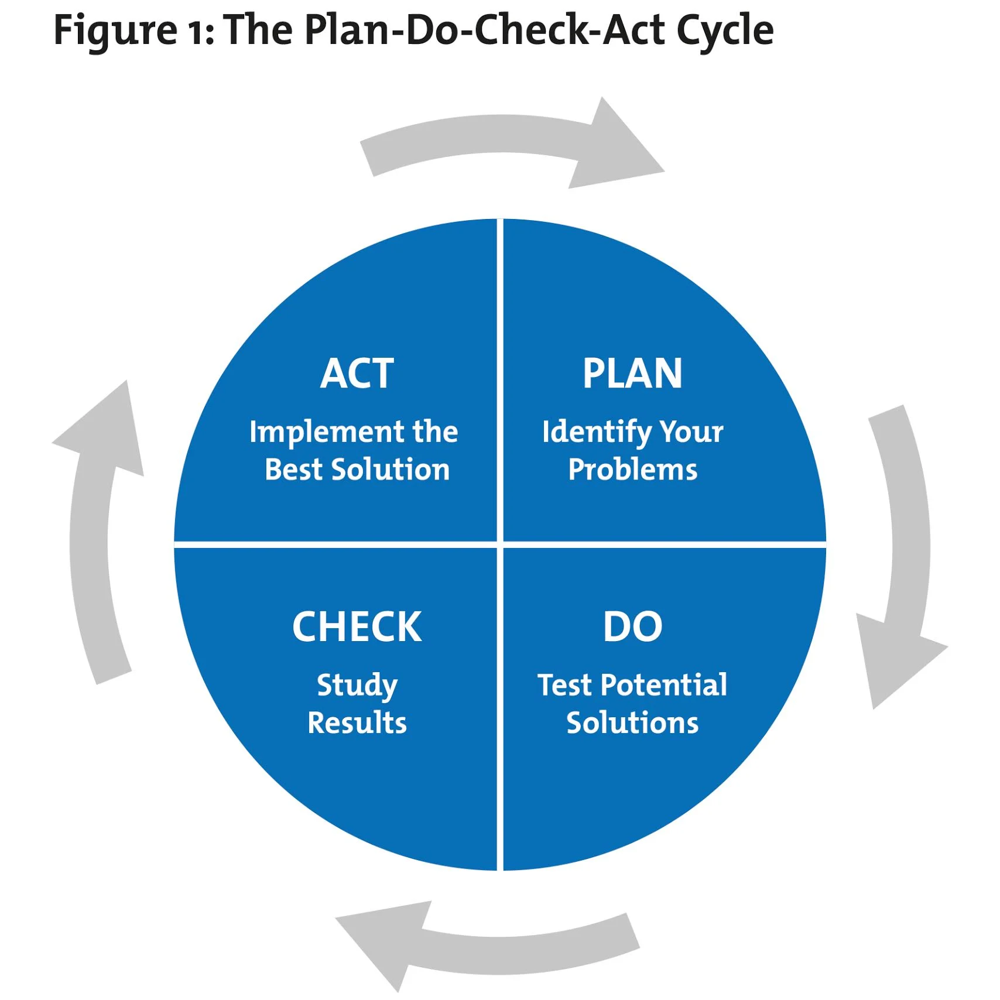 Figure 1: The Plan-Do-Check-Act Cycle
ACT
Implement the
Best Solution
PLAN
Identify Your
Problems
CHECK
Study
Results
DO
Test Potential
Solutions